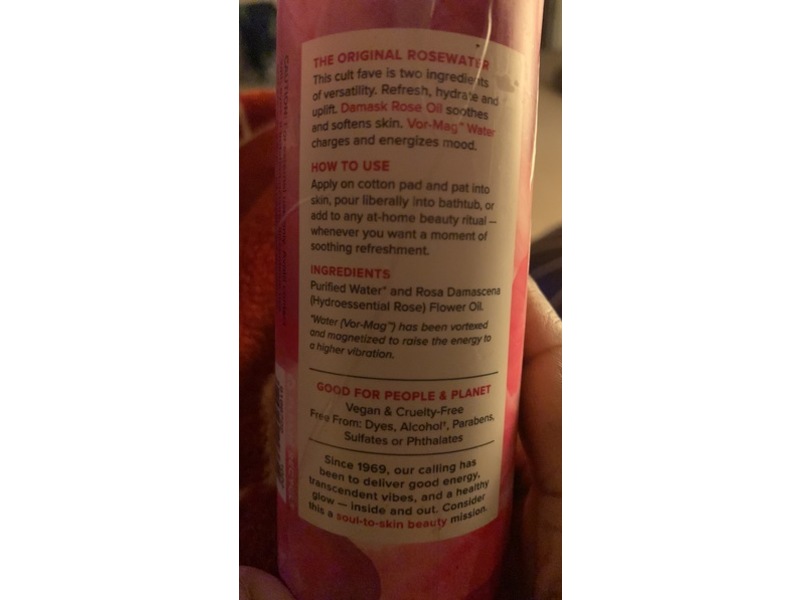 THE ORIGINAL ROSEWATER
This cult fave is two ingredients
of versatility. Refresh, hydrate and
uplift. Damask Rose Oil soothes
and softens skin. Vor-Mag™ Water
charges and energizes mood.
HOW TO USE
Apply on cotton pad and pat into
skin, pour liberally into bathtub, or
add to any at-home beauty ritual —
whenever you want a moment of
soothing refreshment.
INGREDIENTS
Purified Water* and Rosa Damascena
(Hydroessential Rose) Flower Oil.
*Water (Vor-Mag™) has been vortexed
and magnetized to raise the energy to
a higher vibration.
GOOD FOR PEOPLE & PLANET
Vegan & Cruelty-Free
Free From: Dyes, Alcohol†, Parabens,
Sulfates or Phthalates
Since 1969, our calling has
been to deliver good energy,
transcendent vibes, and a healthy
glow — inside and out. Consider
this a soul-to-skin beauty mission.
CAUTION: